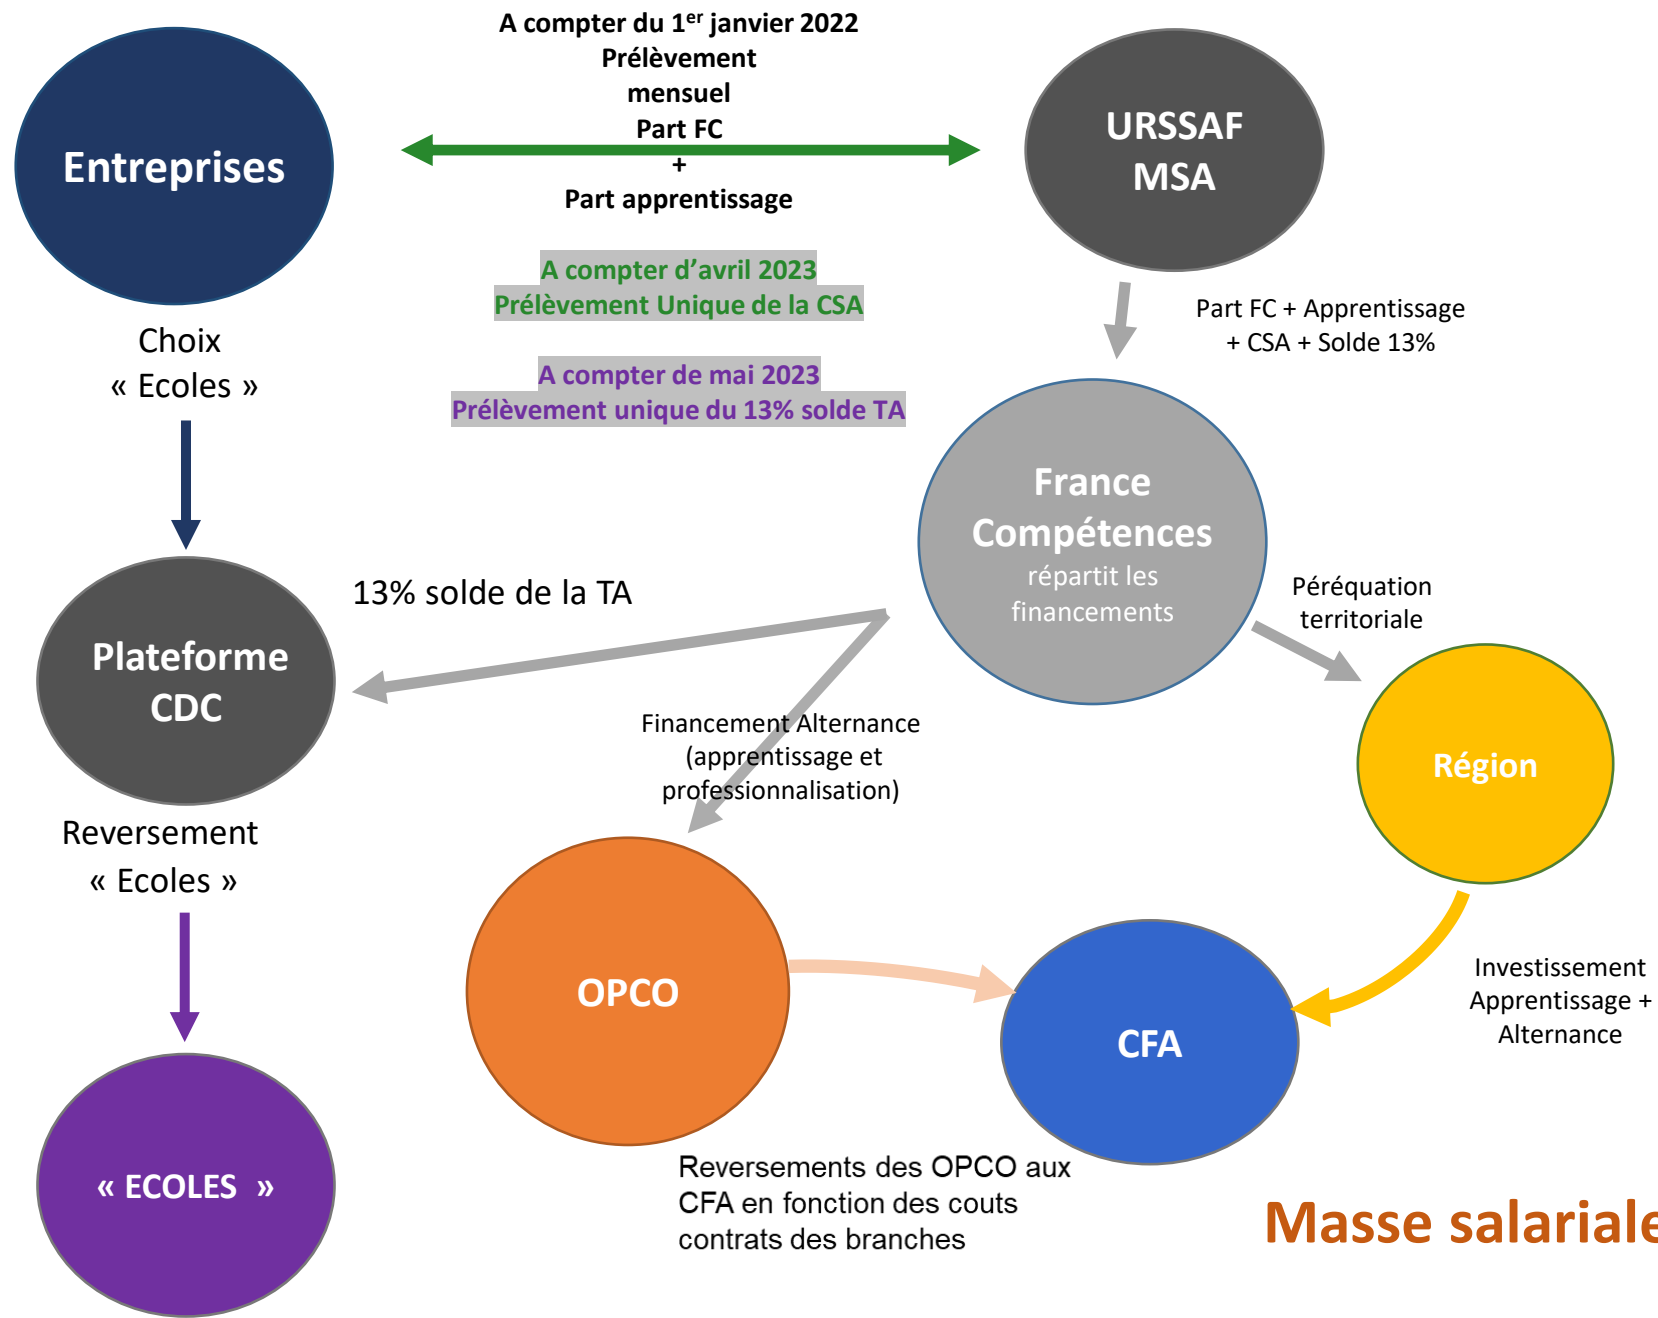 A compter du 1er janvier 2022
Prélèvement
mensuel
Part FC
+
Part apprentissage
Entreprises
URSSAF
MSA
A compter d’avril 2023
Prélèvement Unique de la CSA
A compter de mai 2023
Prélèvement unique du 13% solde TA
Part FC + Apprentissage
+ CSA + Solde 13%
Choix
« Ecoles »
France
Compétences
répartit les
financements
13% solde de la TA
Péréquation
territoriale
Plateforme
CDC
Financement Alternance
(apprentissage et
professionnalisation)
Région
Reversement
« Ecoles »
OPCO
CFA
Investissement
Apprentissage +
Alternance
« ECOLES »
Reversements des OPCO aux
CFA en fonction des couts
contrats des branches
Masse salariale